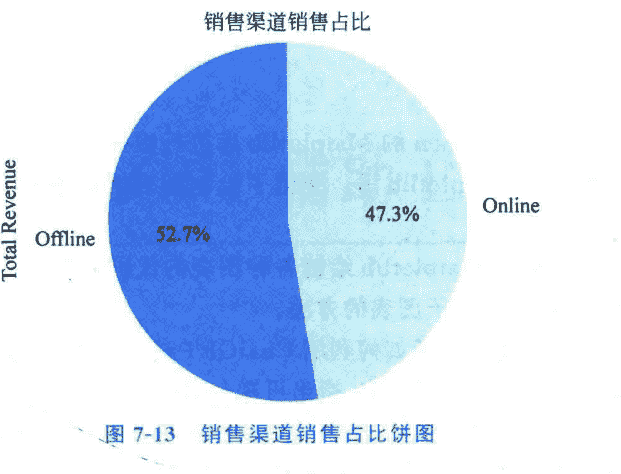 销售渠道销售占比
Total Revenue
Offline
52.7%
47.3%
Online
图 7-13 销售渠道销售占比饼图